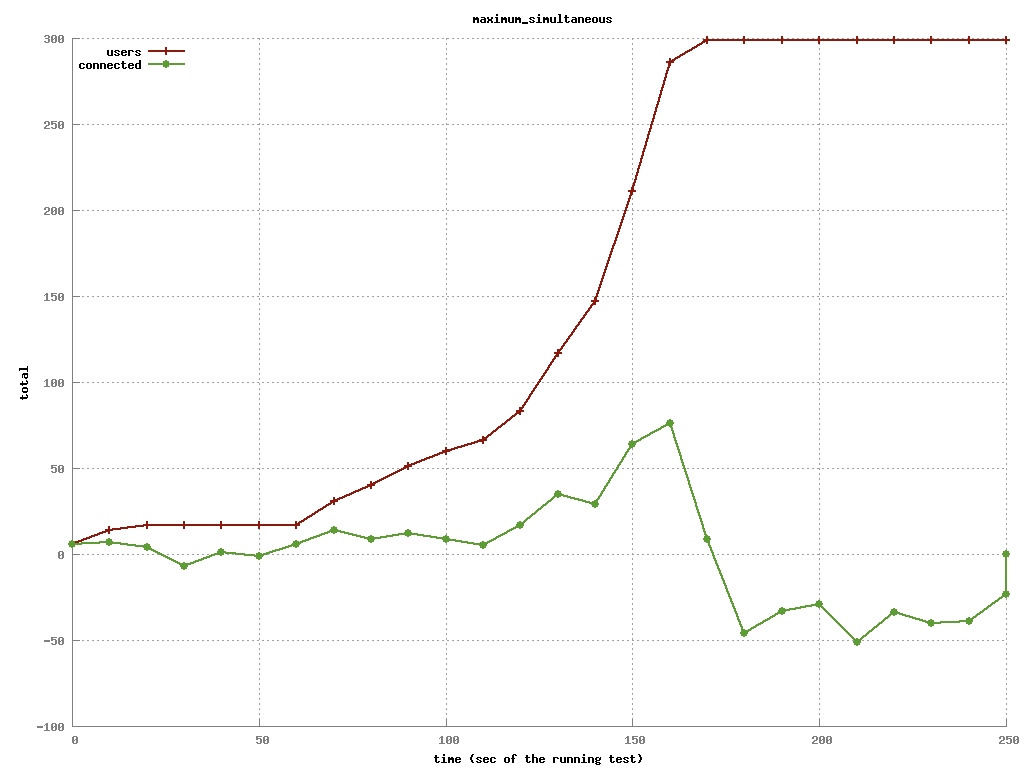 maximum_simultaneous
users
connected
300
250
200
150
100
50
0
-50
-100
total
0 50 100 150 200 250
time (sec of the running test)